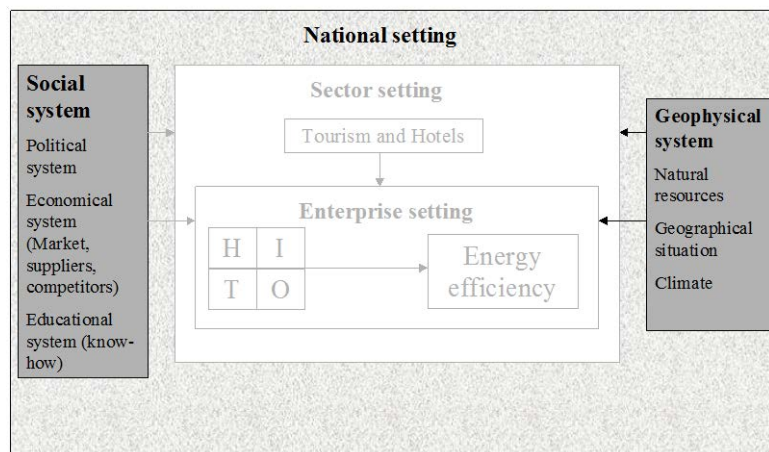 National setting
Social
system
Political
system
Economical
system
(Market,
suppliers,
competitors)
Educational
system (know-
how)
Sector setting
Tourism and Hotels
Enterprise setting
H I
T O
Energy
efficiency
Geophysical
system
Natural
resources
Geographical
situation
Climate